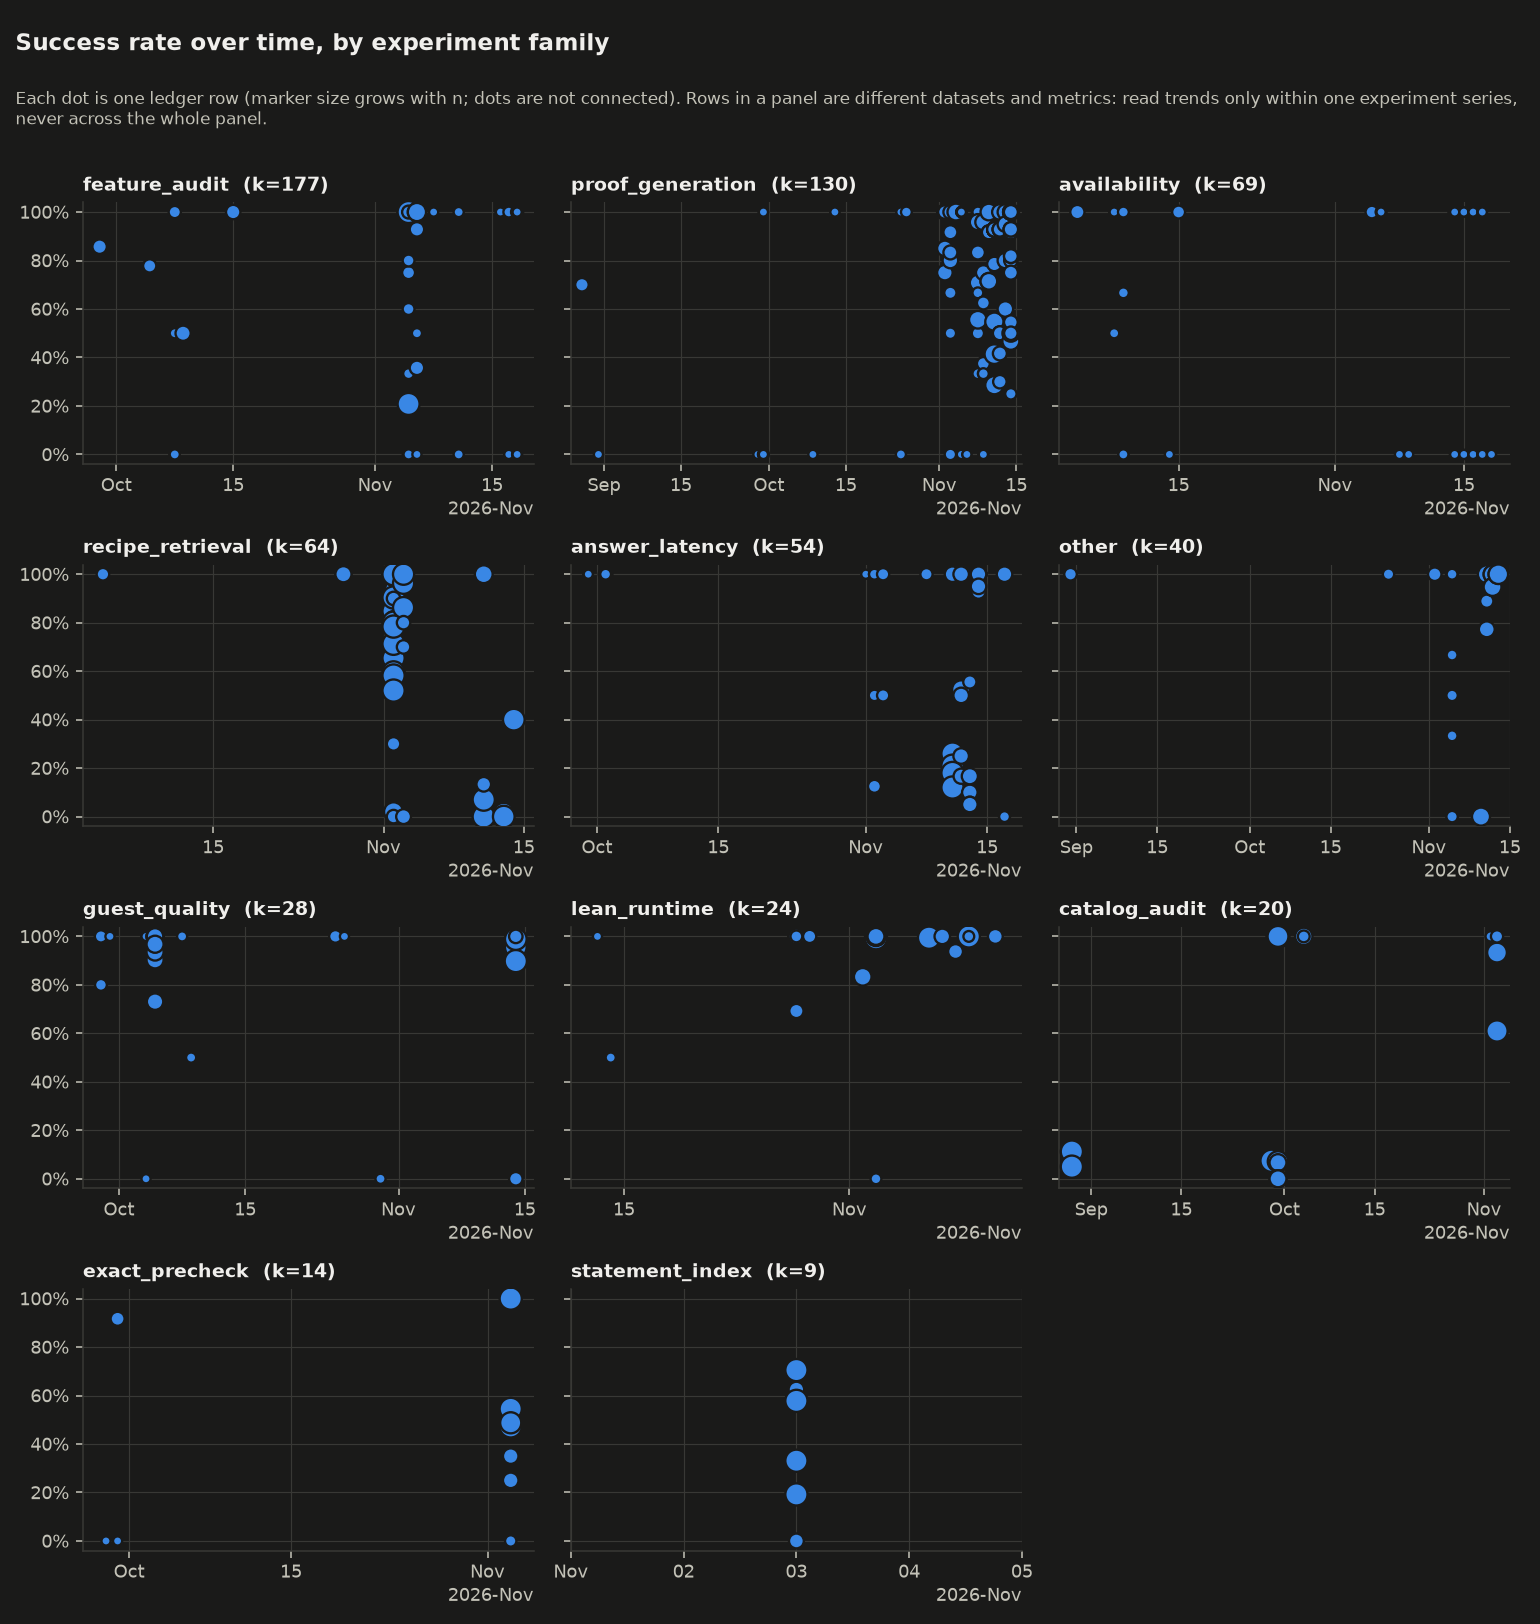 Success rate over time, by experiment family
Each dot is one ledger row (marker size grows with n; dots are not connected). Rows in a panel are different datasets and metrics: read trends only within one experiment series,
never across the whole panel.
feature_audit (k=177)
100%
80%
60%
40%
20%
0%
Oct
15
Nov
15
2026-Nov
proof_generation (k=130)
Sep
15
Oct
15
Nov
15
2026-Nov
availability (k=69)
15
Nov
15
2026-Nov
recipe_retrieval (k=64)
100%
80%
60%
40%
20%
0%
15
Nov
15
2026-Nov
answer_latency (k=54)
Oct
15
Nov
15
2026-Nov
other (k=40)
Sep
15
Oct
15
Nov
15
2026-Nov
guest_quality (k=28)
100%
80%
60%
40%
20%
0%
Oct
15
Nov
15
2026-Nov
lean_runtime (k=24)
15
Nov
2026-Nov
catalog_audit (k=20)
Sep
15
Oct
15
Nov
2026-Nov
exact_precheck (k=14)
100%
80%
60%
40%
20%
0%
Oct
15
Nov
2026-Nov
statement_index (k=9)
Nov
02
03
04
05
2026-Nov